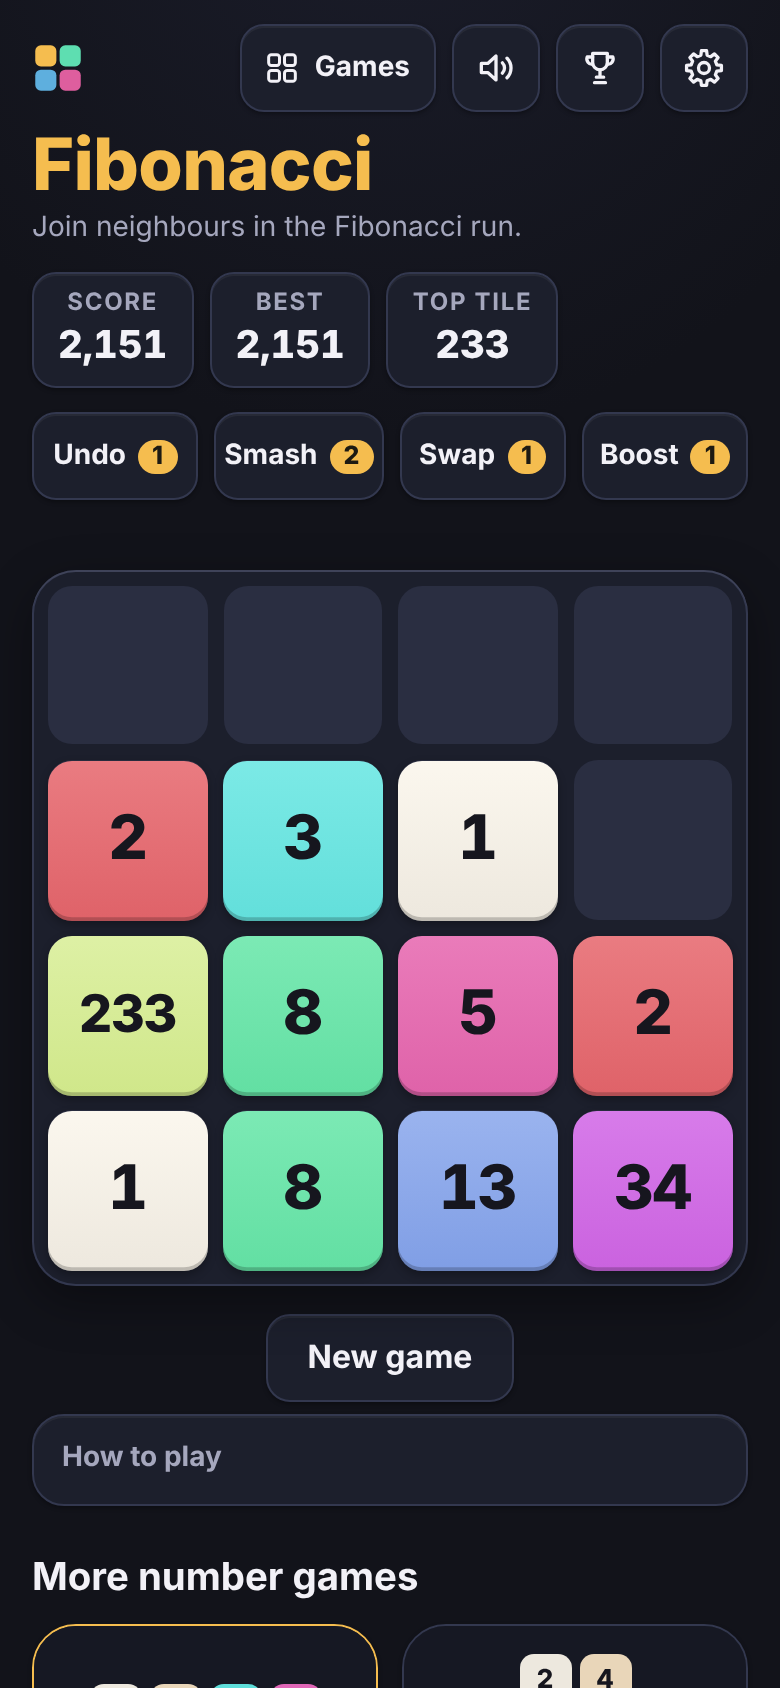 Games
Fibonacci
Join neighbours in the Fibonacci run.
SCORE BEST TOP TILE
2,151 2,151 233
Undo 1 Smash 2 Swap 1 Boost 1
2 3 1
233 8 5 2
1 8 13 34
New game
How to play
More number games
2 4